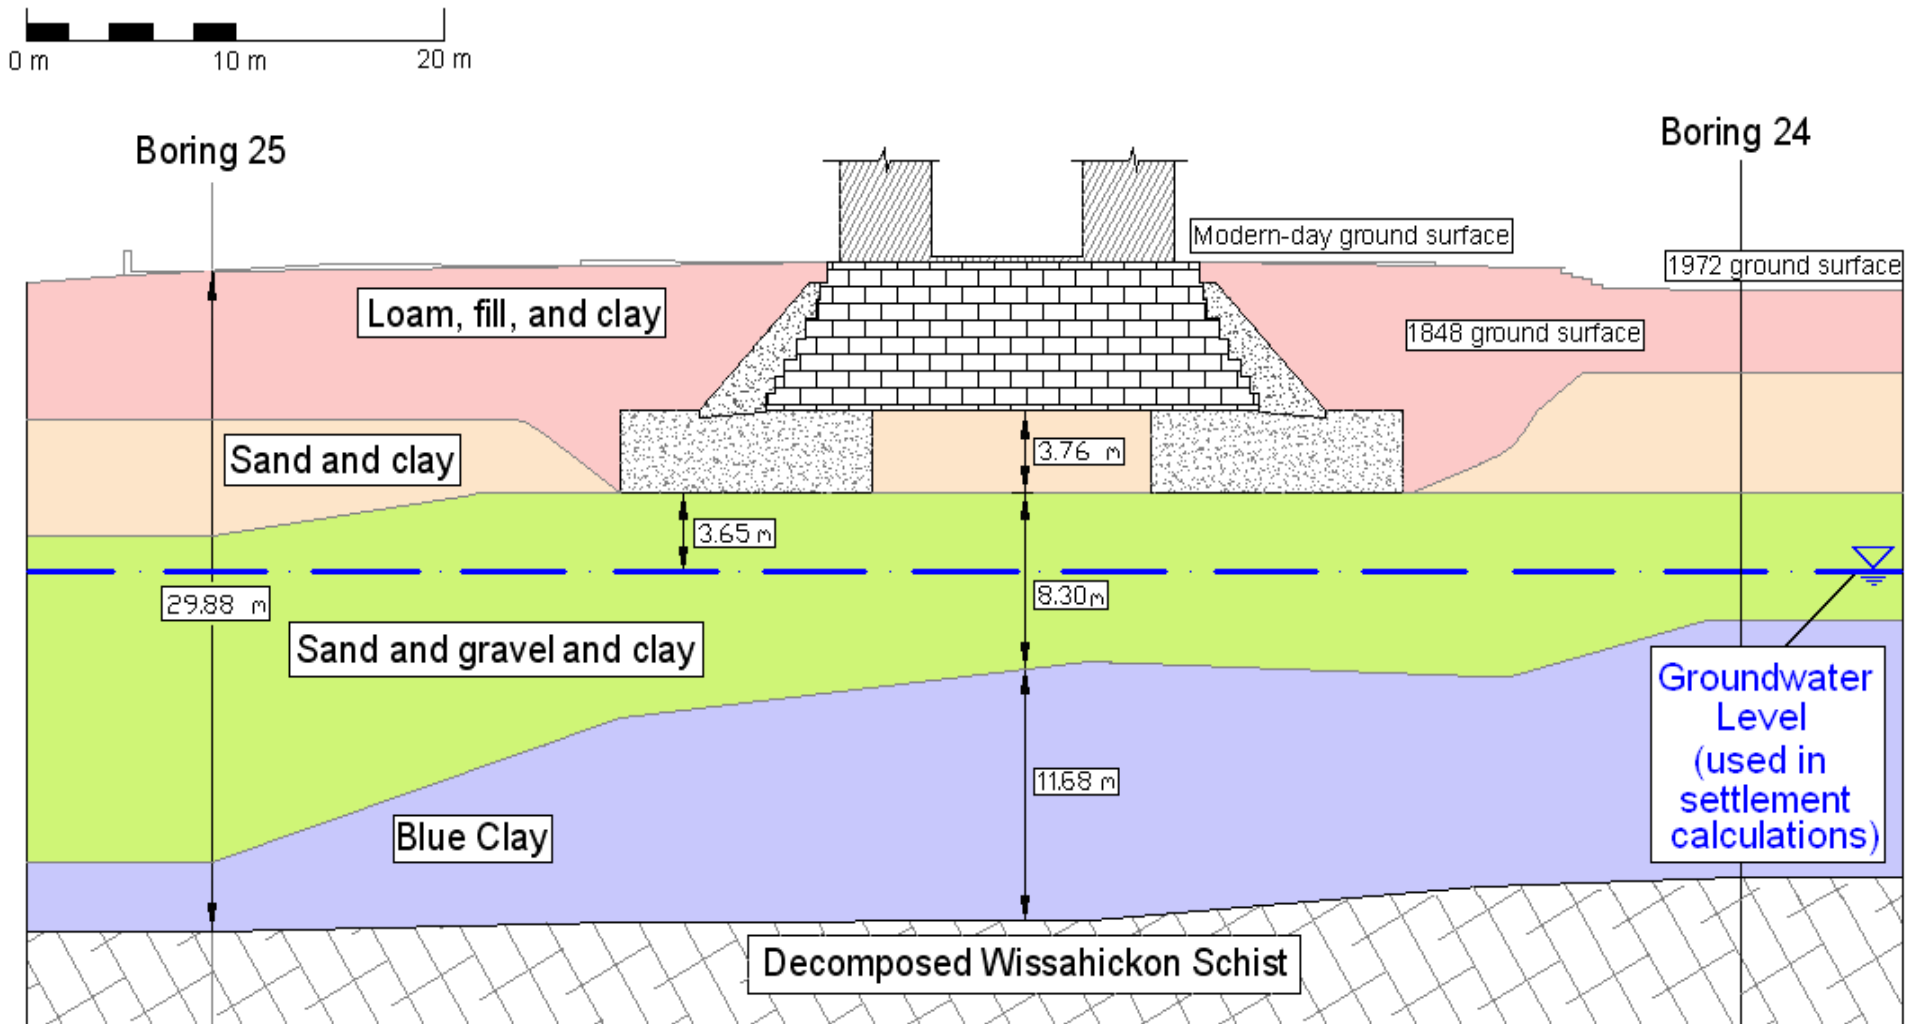 0 m
10 m
20 m
Boring 25
Boring 24
Modern-day ground surface
1972 ground surface
Loam, fill, and clay
1848 ground surface
Sand and clay
3.76 m
3.65 m
29.88 m
8.30m
Sand and gravel and clay
Groundwater
Level
(used in
settlement
calculations)
11.68 m
Blue Clay
Decomposed Wissahickon Schist